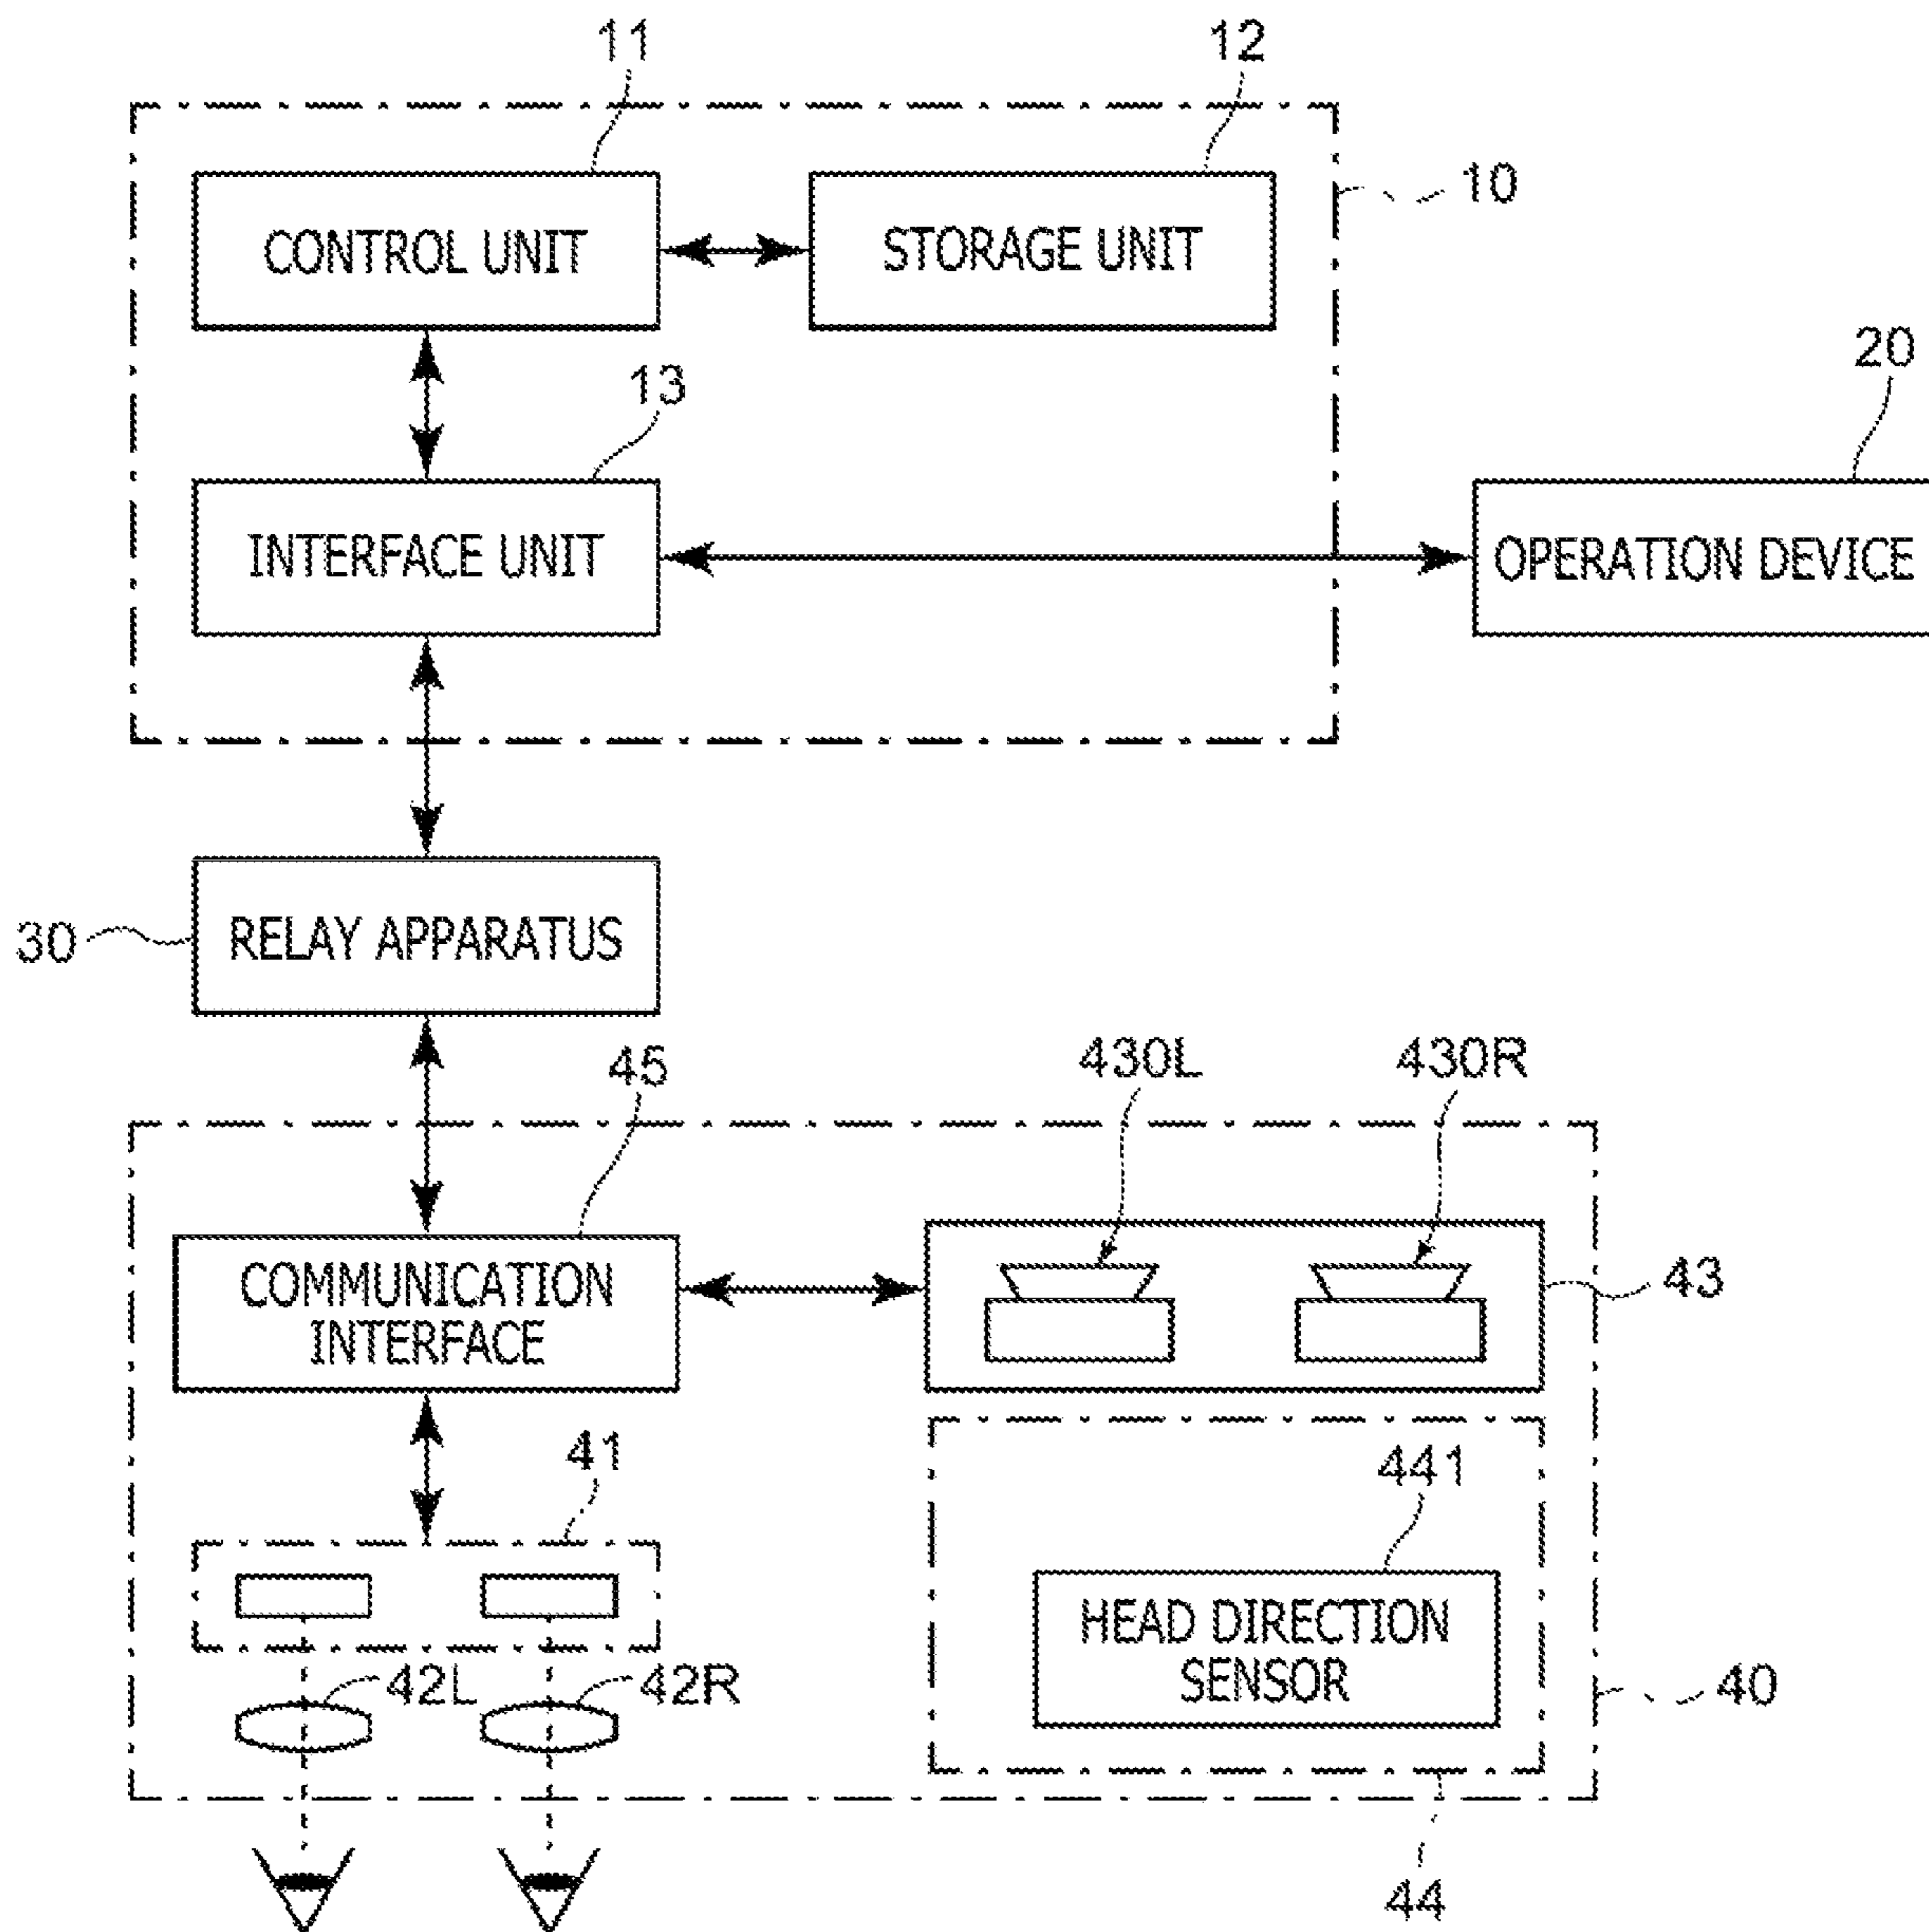 11
12
10
CONTROL UNIT
STORAGE UNIT
13
20
INTERFACE UNIT
OPERATION DEVICE
30
RELAY APPARATUS
45
430L
430R
COMMUNICATION
INTERFACE
43
41
441
HEAD DIRECTION
SENSOR
42L
42R
40
44